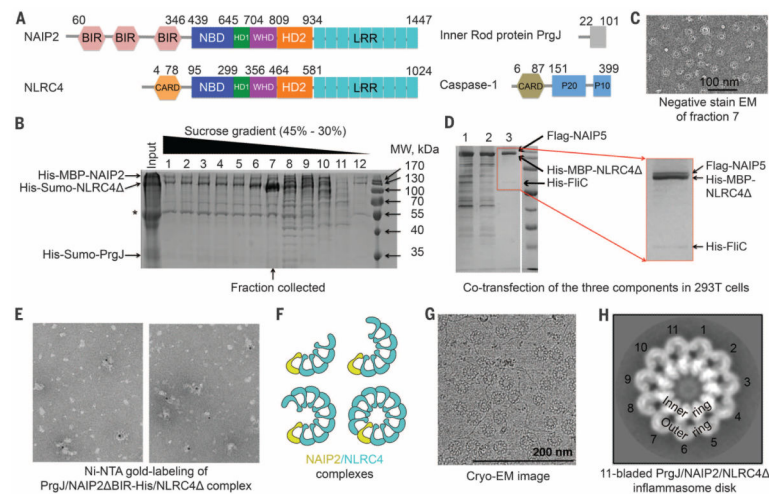 A
60 346 439 645 704 809 934 1447
NAIP2 BIR BIR BIR NBD HD1 WHD HD2 LRR
4 78 95 299 356 464 581 1024
NLRC4 CARD NBD HD1 WHD HD2 LRR
22 101
Inner Rod protein PrgJ
6 87 151 399
Caspase-1 CARD P20 P10
C
100 nm
Negative stain EM
of fraction 7
B
Sucrose gradient (45% - 30%)
Input 1 2 3 4 5 6 7 8 9 10 11 12
MW, kDa
His-MBP-NAIP2
His-Sumo-NLRC4Δ
*
His-Sumo-PrgJ
170
130
100
70
55
40
35
Fraction collected
D
1 2 3
Flag-NAIP5
His-MBP-NLRC4Δ
His-FliC
Flag-NAIP5
His-MBP-
NLRC4Δ
His-FliC
Co-transfection of the three components in 293T cells
E
Ni-NTA gold-labeling of
PrgJ/NAIP2ΔBIR-His/NLRC4Δ complex
F
NAIP2/NLRC4
complexes
G
200 nm
Cryo-EM image
H
11 1
10 2
9 3
8 4
7 6 5
Inner ring
Outer ring
11-bladed PrgJ/NAIP2/NLRC4Δ
inflammasome disk